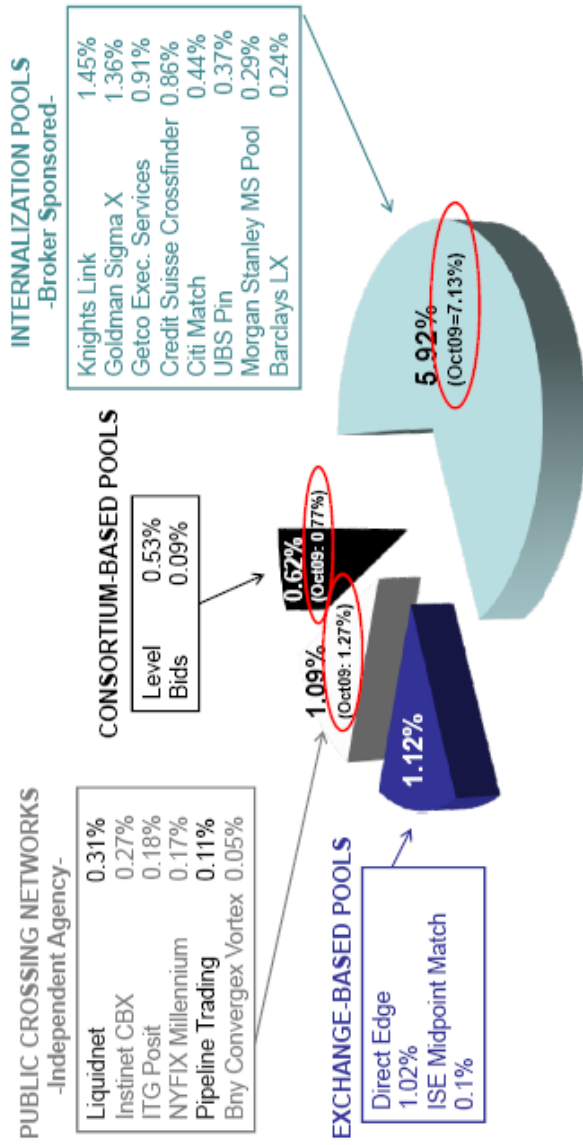 PUBLIC CROSSING NETWORKS
-Independent Agency-
Liquidnet 0.31%
Instinet CBX 0.27%
ITG Posit 0.18%
NYFIX Millennium 0.17%
Pipeline Trading 0.11%
Bny Convergex Vortex 0.05%
CONSORTIUM-BASED POOLS
Level 0.53%
Bids 0.09%
INTERNALIZATION POOLS
-Broker Sponsored-
Knights Link 1.45%
Goldman Sigma X 1.36%
Getco Exec. Services 0.91%
Credit Suisse Crossfinder 0.86%
Citi Match 0.44%
UBS Pin 0.37%
Morgan Stanley MS Pool 0.29%
Barclays LX 0.24%
EXCHANGE-BASED POOLS
Direct Edge
1.02%
ISE Midpoint Match
0.1%
1.12%
1.09%
(Oct09: 1.27%)
0.62%
(Oct09: 0.77%)
5.92%
(Oct09=7.13%)